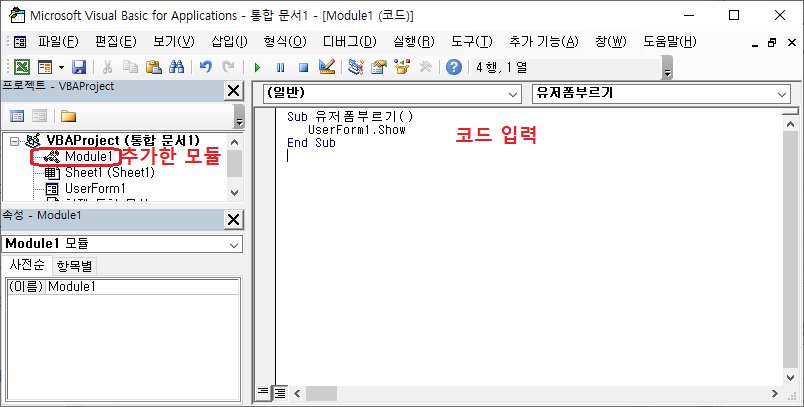 Microsoft Visual Basic for Applications - 통합 문서1 - [Module1 (코드)]
파일(F) 편집(E) 보기(V) 삽입(I) 형식(O) 디버그(D) 실행(R) 도구(T) 추가 기능(A) 창(W) 도움말(H)
4 행, 1 열
프로젝트 - VBAProject
VBAProject (통합 문서1)
Module1 추가한 모듈
Sheet1 (Sheet1)
UserForm1
속성 - Module1
Module1 모듈
사전순 항목별
(이름) Module1
(일반) 유저폼부르기
Sub 유저폼부르기()
UserForm1.Show
End Sub
코드 입력